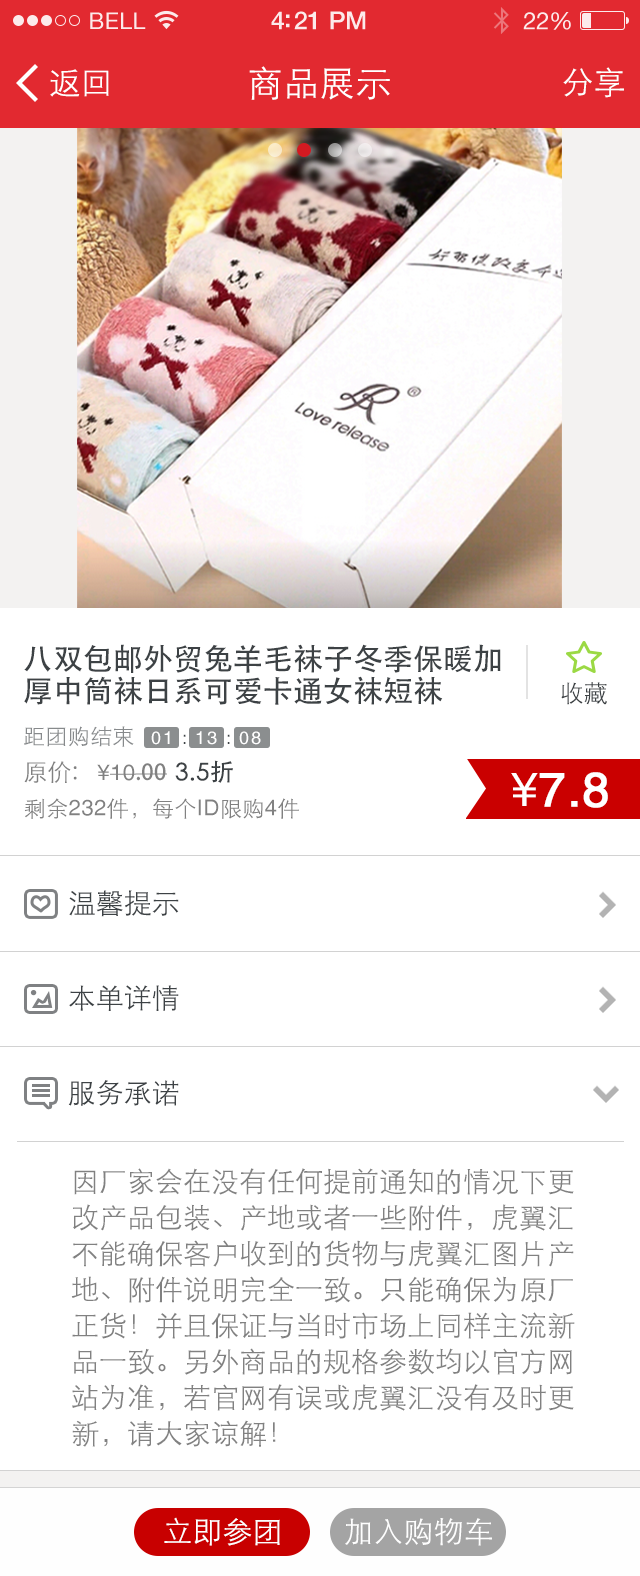 BELL 4:21 PM 22%
返回 商品展示 分享
Love release
八双包邮外贸兔羊毛袜子冬季保暖加
厚中筒袜日系可爱卡通女袜短袜
收藏
距团购结束 01:13:08
原价：¥10.00 3.5折
¥7.8
剩余232件，每个ID限购4件
温馨提示
本单详情
服务承诺
因厂家会在没有任何提前通知的情况下更
改产品包装、产地或者一些附件，虎翼汇
不能确保客户收到的货物与虎翼汇图片产
地、附件说明完全一致。只能确保为原厂
正货！并且保证与当时市场上同样主流新
品一致。另外商品的规格参数均以官方网
站为准，若官网有误或虎翼汇没有及时更
新，请大家谅解！
立即参团 加入购物车